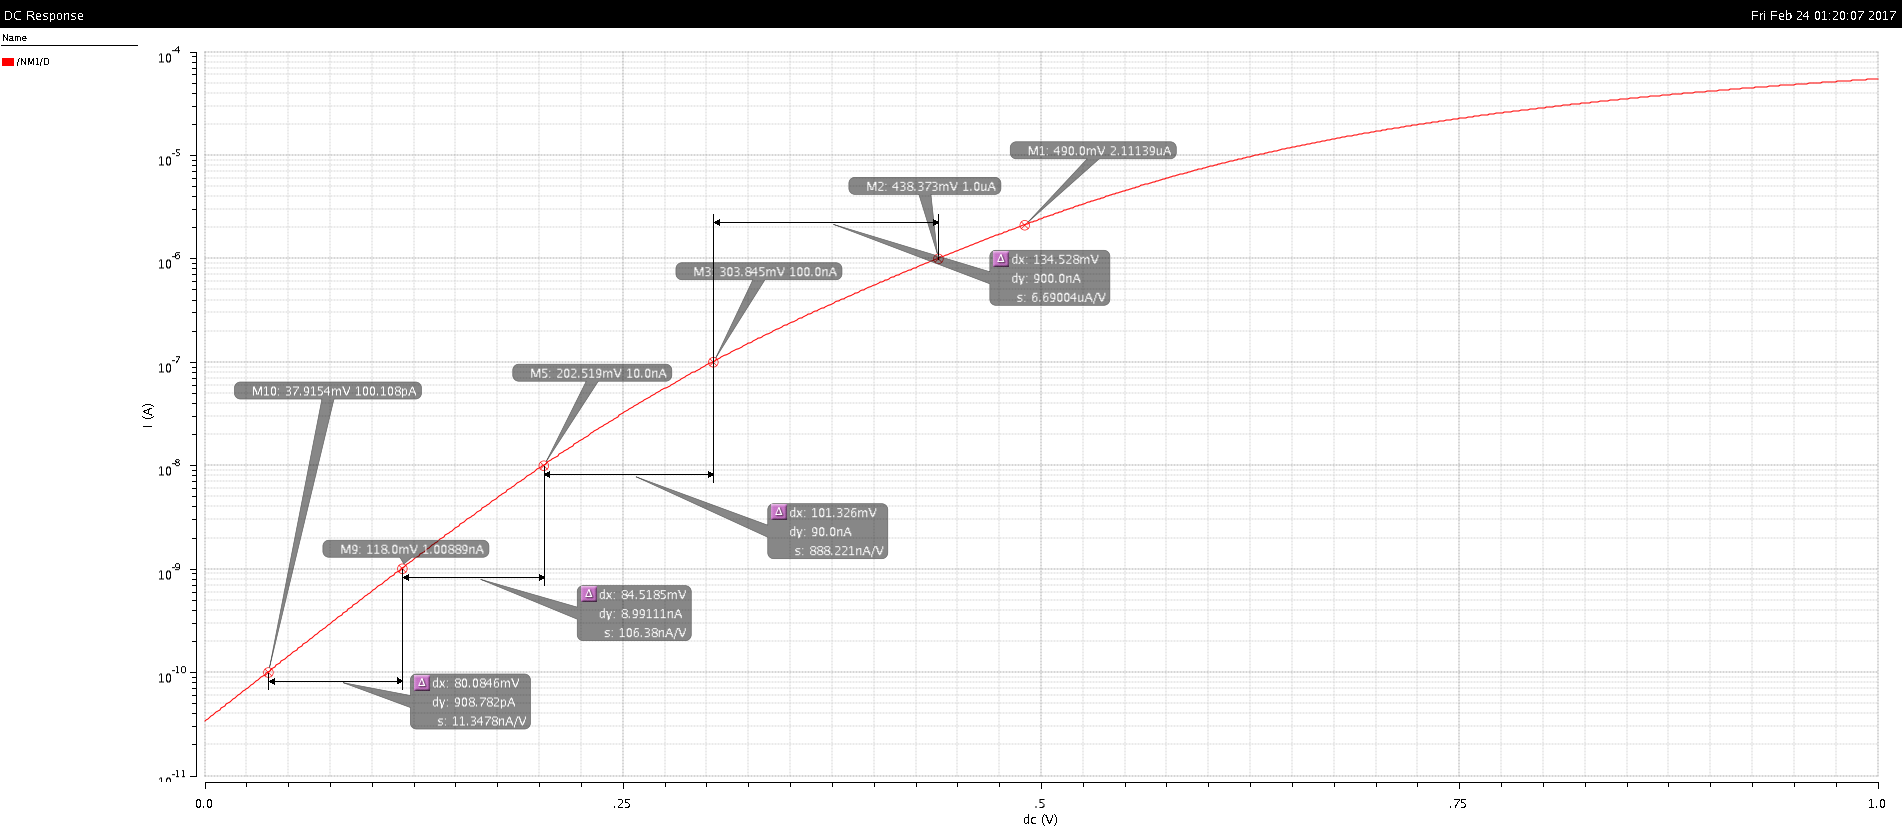 DC Response
Fri Feb 24 01:20:07 2017
Name
/NM1/D
10-4
M1: 490.0mV 2.11139uA
10-5
M2: 438.373mV 1.0uA
10-6
dx: 134.528mV
dy: 900.0nA
s: 6.69004uA/V
M3: 303.845mV 100.0nA
10-7
M5: 202.519mV 10.0nA
M10: 37.9154mV 100.108pA
I (A)
10-8
dx: 101.326mV
dy: 90.0nA
s: 888.221nA/V
M9: 118.0mV 1.00889nA
10-9
dx: 84.5185mV
dy: 8.99111nA
s: 106.38nA/V
10-10
dx: 80.0846mV
dy: 908.782pA
s: 11.3478nA/V
10-11
0.0 .25 .5 .75 1.0
dc (V)